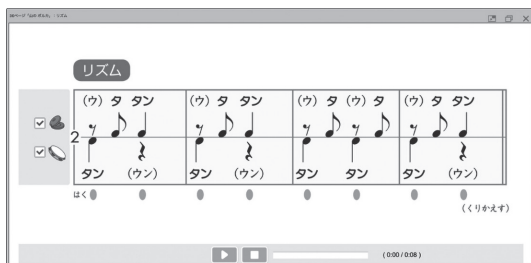 リズム
(ウ) タ タン (ウ) タ タン (ウ) タ (ウ) タ (ウ) タ タン
2
タン (ウン) タン (ウン) タン タン タン (ウン)
はく
(くりかえす)
(0:00 / 0:08)